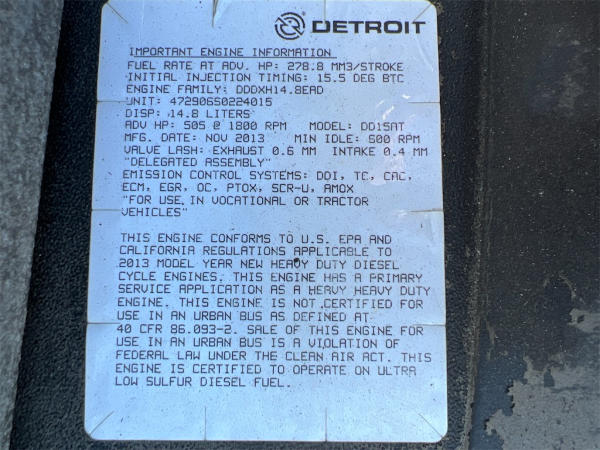 DETROIT
IMPORTANT ENGINE INFORMATION
FUEL RATE AT ADV. HP: 278.8 MM3/STROKE
INITIAL INJECTION TIMING: 15.5 DEG BTC
ENGINE FAMILY: DDDXH14.8EAD
UNIT: 472906S0224015
DISP: 14.8 LITERS
ADV HP: 505 @ 1800 RPM MODEL: DD15AT
MFG. DATE: NOV 2013 MIN IDLE: 600 RPM
VALVE LASH: EXHAUST 0.6 MM INTAKE 0.4 MM
"DELEGATED ASSEMBLY"
EMISSION CONTROL SYSTEMS: DDI, TC, CAC,
ECM, EGR, OC, PTOX, SCR-U, AMOX
"FOR USE IN VOCATIONAL OR TRACTOR
VEHICLES"
THIS ENGINE CONFORMS TO U.S. EPA AND
CALIFORNIA REGULATIONS APPLICABLE TO
2013 MODEL YEAR NEW HEAVY DUTY DIESEL
CYCLE ENGINES. THIS ENGINE HAS A PRIMARY
SERVICE APPLICATION AS A HEAVY HEAVY DUTY
ENGINE. THIS ENGINE IS NOT CERTIFIED FOR
USE IN AN URBAN BUS AS DEFINED AT
40 CFR 86.093-2. SALE OF THIS ENGINE FOR
USE IN AN URBAN BUS IS A VIOLATION OF
FEDERAL LAW UNDER THE CLEAN AIR ACT. THIS
ENGINE IS CERTIFIED TO OPERATE ON ULTRA
LOW SULFUR DIESEL FUEL.